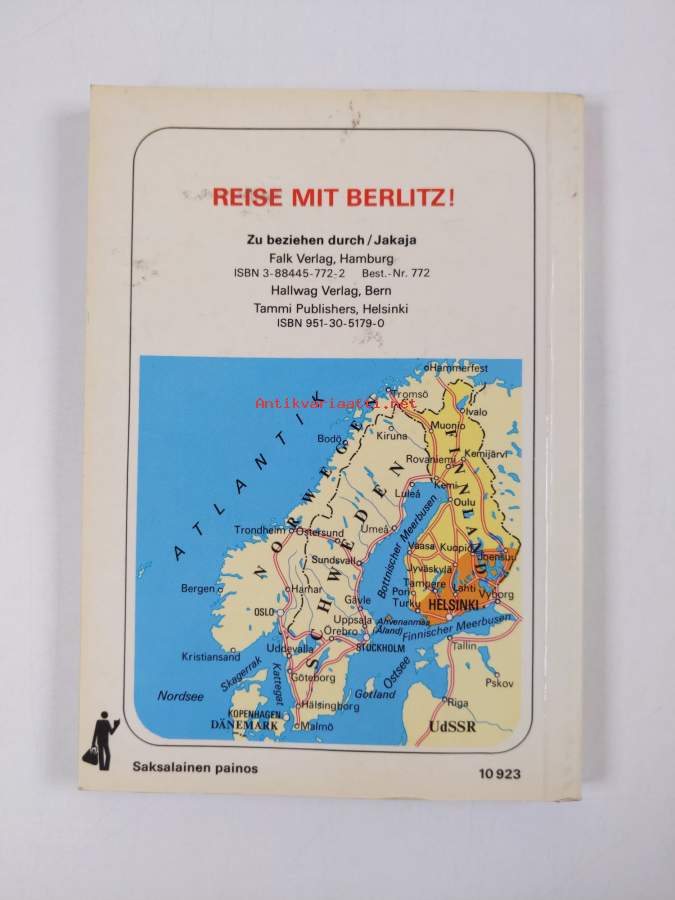 REISE MIT BERLITZ!
Zu beziehen durch/Jakaja
Falk Verlag, Hamburg
ISBN 3-88445-772-2 Best.-Nr. 772
Hallwag Verlag, Bern
Tammi Publishers, Helsinki
ISBN 951-30-5179-0
Hammerfest
Tromsö
Antikvariaatti.net
Ivalo
Muonio
Kiruna
Bodö
Kemijärvi
Rovaniemi
ATLANTIK
NORWEGEN
SCHWEDEN
FINNLAND
Kemi
Luleå
Oulu
Bottnischer Meerbusen
Trondheim
Östersund
Umeå
Vaasa
Kuopio
Joensuu
Sundsvall
Jyväskylä
Bergen
Hamar
Tampere
Pori
Lahti
Vyborg
Gävle
OSLO
Turku
HELSINKI
Uppsala
Ahvenanmaa
(Åland)
Finnischer Meerbusen
Örebro
STOCKHOLM
Tallin
Kristiansand
Uddevalla
Skagerrak
Kattegat
Göteborg
Ostsee
Gotland
Pskov
Nordsee
Hälsingborg
Riga
KOPENHAGEN
DÄNEMARK
Malmö
UdSSR
Saksalainen painos
10 923